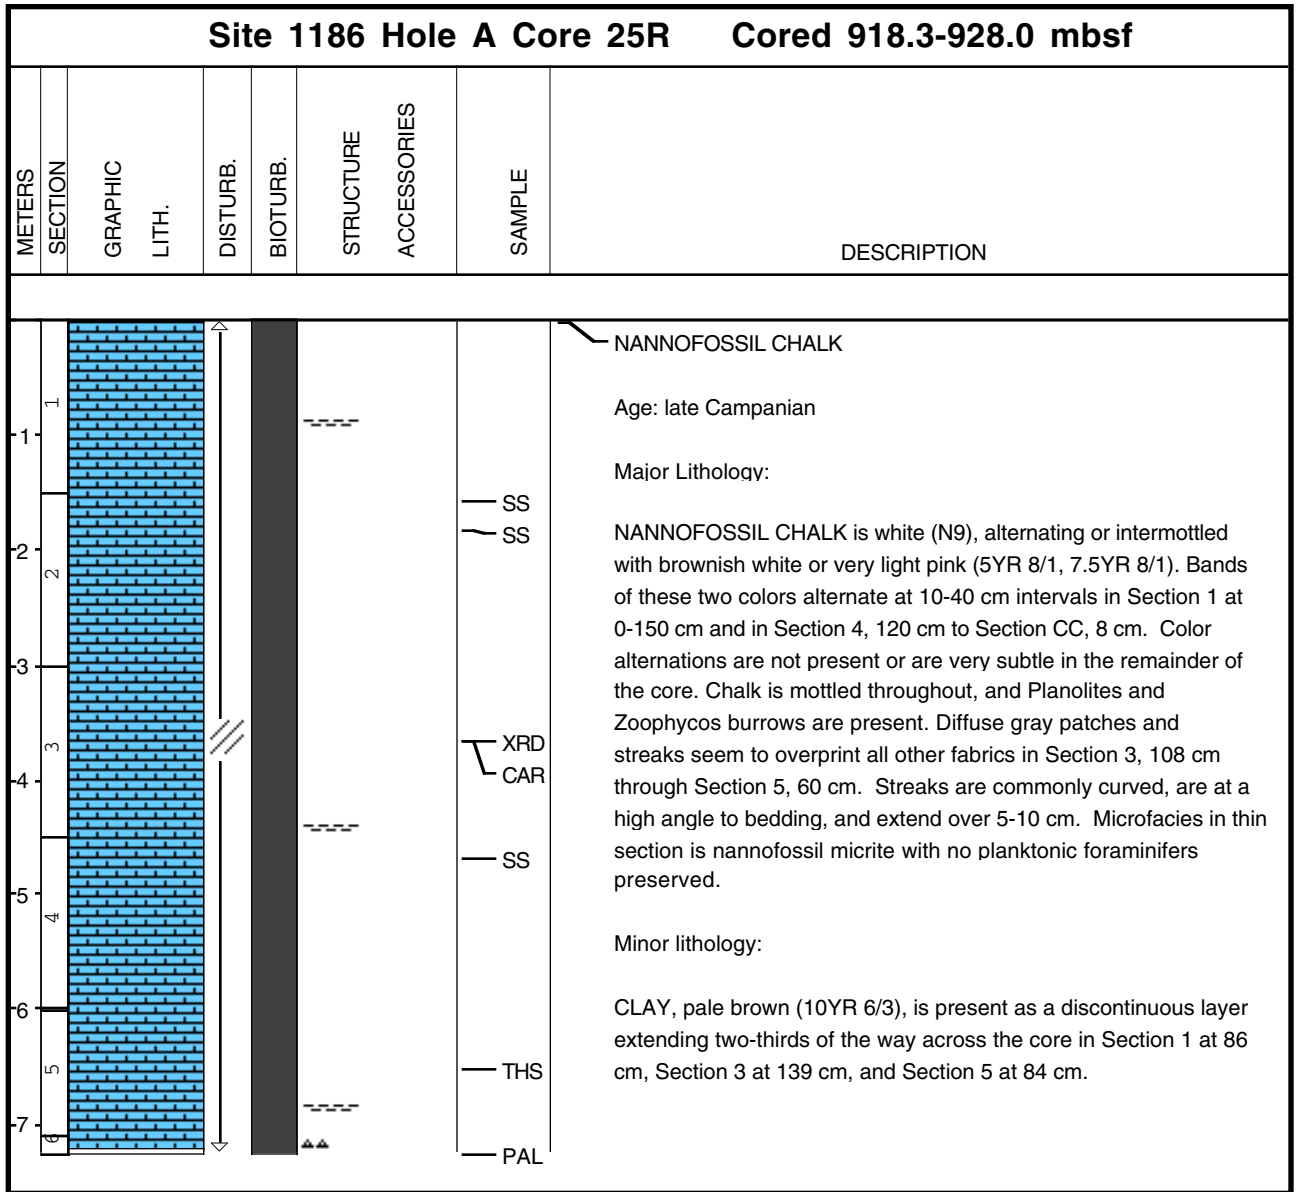 Site 1186 Hole A Core 25R Cored 918.3-928.0 mbsf
METERS
SECTION
GRAPHIC
LITH.
DISTURB.
BIOTURB.
STRUCTURE
ACCESSORIES
SAMPLE
DESCRIPTION
1
2
3
4
5
6
7
1
2
3
4
5
6
SS
SS
XRD
CAR
SS
THS
PAL
NANNOFOSSIL CHALK
Age: late Campanian
Major Lithology:
NANNOFOSSIL CHALK is white (N9), alternating or intermottled
with brownish white or very light pink (5YR 8/1, 7.5YR 8/1). Bands
of these two colors alternate at 10-40 cm intervals in Section 1 at
0-150 cm and in Section 4, 120 cm to Section CC, 8 cm. Color
alternations are not present or are very subtle in the remainder of
the core. Chalk is mottled throughout, and Planolites and
Zoophycos burrows are present. Diffuse gray patches and
streaks seem to overprint all other fabrics in Section 3, 108 cm
through Section 5, 60 cm. Streaks are commonly curved, are at a
high angle to bedding, and extend over 5-10 cm. Microfacies in thin
section is nannofossil micrite with no planktonic foraminifers
preserved.
Minor lithology:
CLAY, pale brown (10YR 6/3), is present as a discontinuous layer
extending two-thirds of the way across the core in Section 1 at 86
cm, Section 3 at 139 cm, and Section 5 at 84 cm.